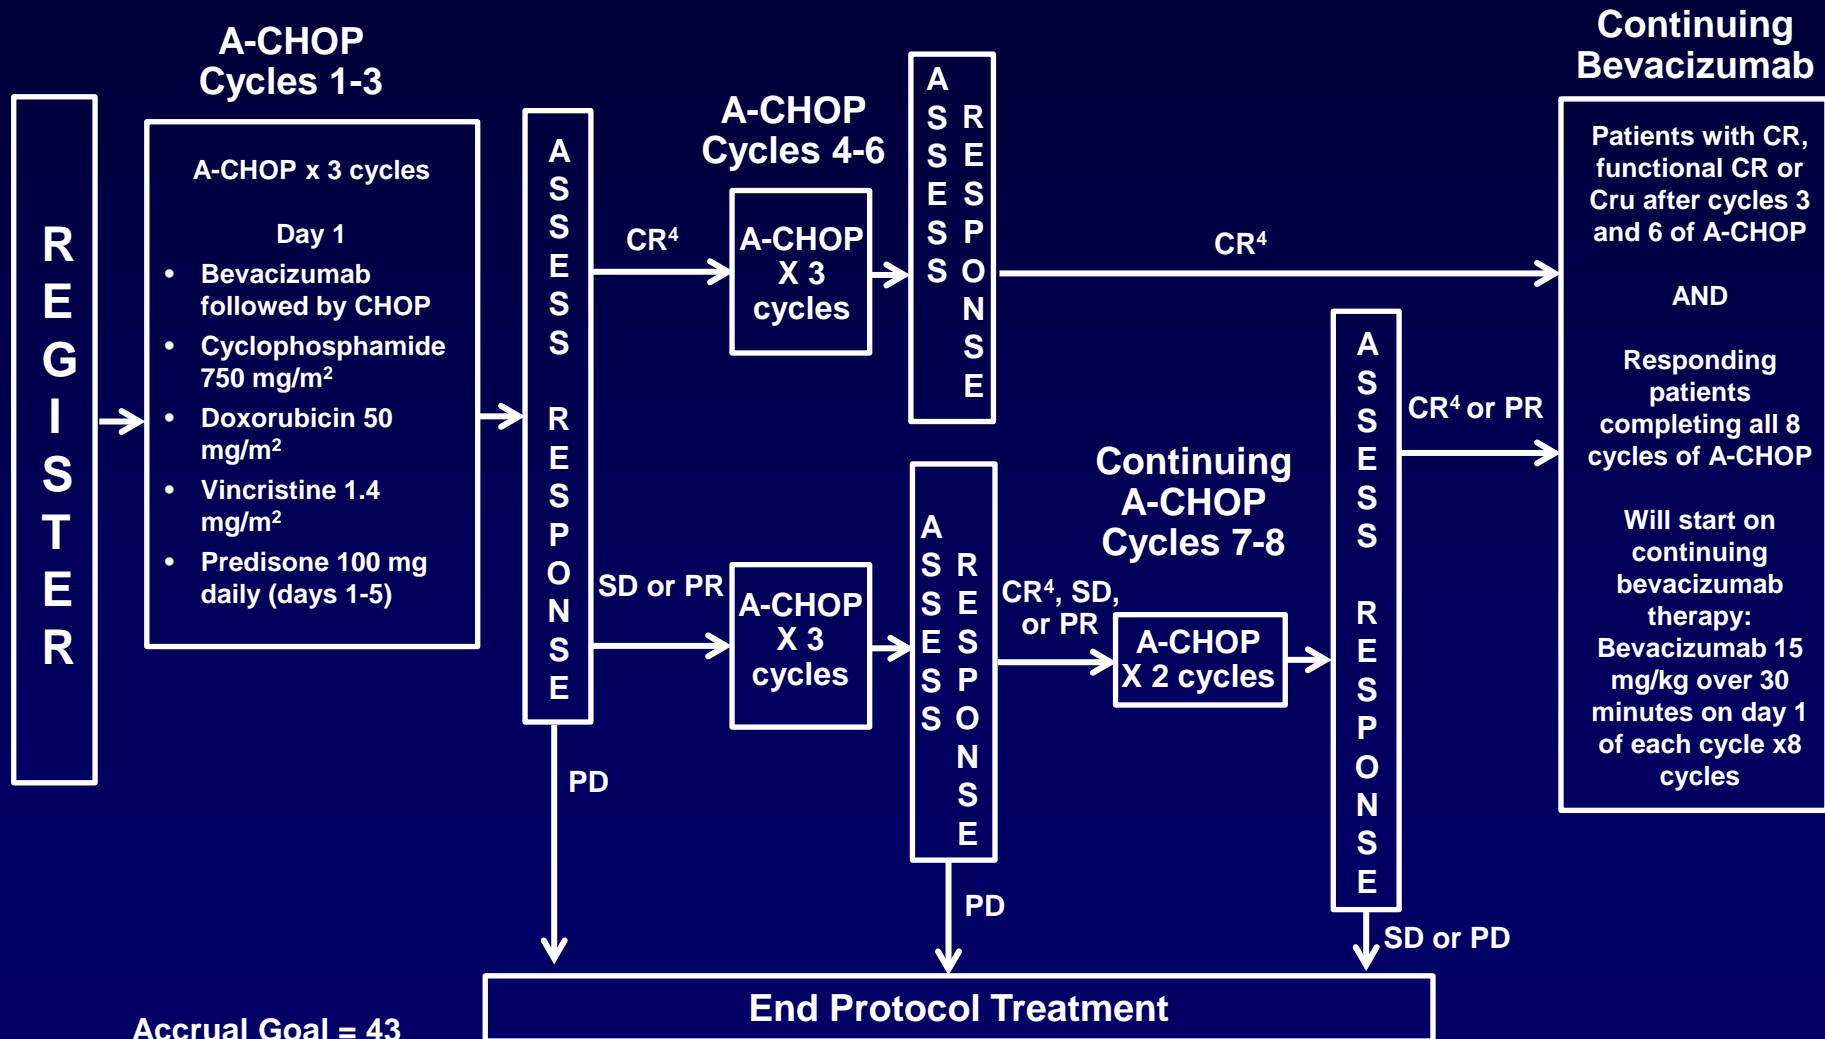 REGISTER
A-CHOP
Cycles 1-3
A-CHOP x 3 cycles
Day 1
• Bevacizumab
followed by CHOP
• Cyclophosphamide
750 mg/m²
• Doxorubicin 50
mg/m²
• Vincristine 1.4
mg/m²
• Predisone 100 mg
daily (days 1-5)
ASSESS RESPONSE
CR⁴
SD or PR
PD
A-CHOP
Cycles 4-6
A-CHOP
X 3
cycles
ASSESS
RESPONSE
CR⁴
A-CHOP
X 3
cycles
ASSESS
RESPONSE
CR⁴, SD,
or PR
PD
Continuing
A-CHOP
Cycles 7-8
A-CHOP
X 2 cycles
ASSESS RESPONSE
CR⁴ or PR
SD or PD
Continuing
Bevacizumab
Patients with CR,
functional CR or
Cru after cycles 3
and 6 of A-CHOP
AND
Responding
patients
completing all 8
cycles of A-CHOP
Will start on
continuing
bevacizumab
therapy:
Bevacizumab 15
mg/kg over 30
minutes on day 1
of each cycle x8
cycles
End Protocol Treatment
Accrual Goal = 43